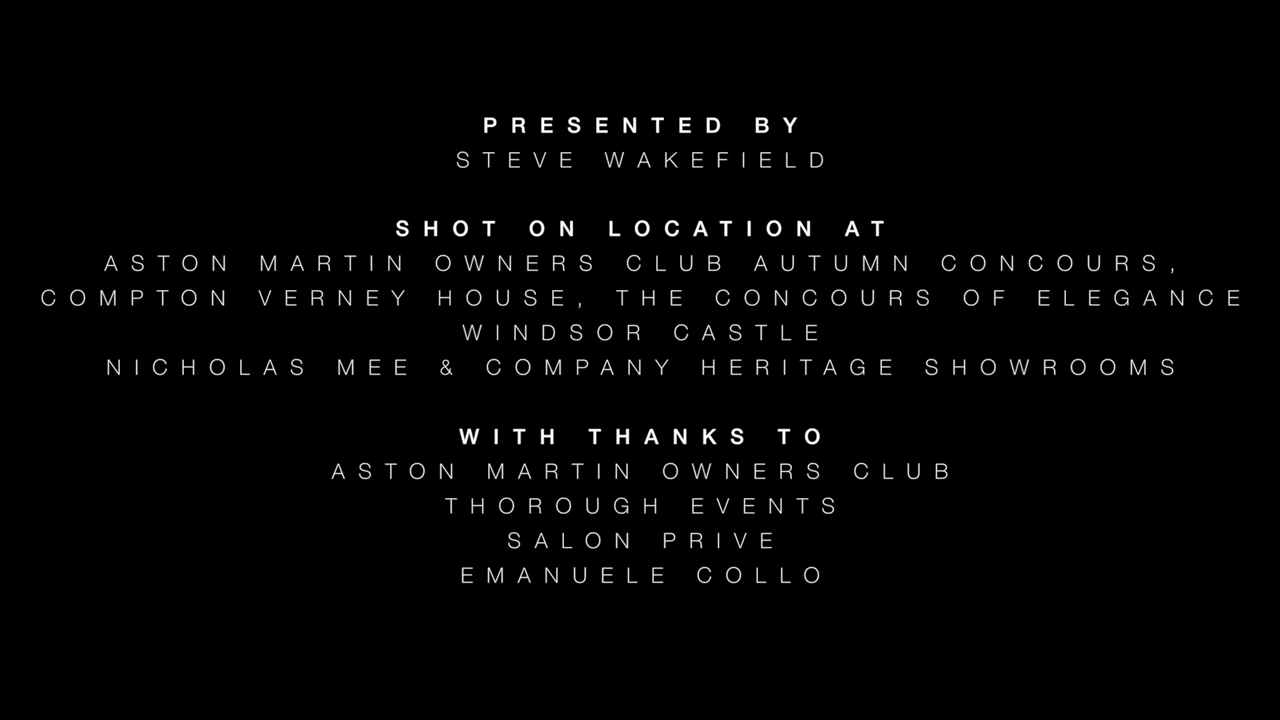 PRESENTED BY
STEVE WAKEFIELD
SHOT ON LOCATION AT
ASTON MARTIN OWNERS CLUB AUTUMN CONCOURS,
COMPTON VERNEY HOUSE, THE CONCOURS OF ELEGANCE
WINDSOR CASTLE
NICHOLAS MEE & COMPANY HERITAGE SHOWROOMS
WITH THANKS TO
ASTON MARTIN OWNERS CLUB
THOROUGH EVENTS
SALON PRIVE
EMANUELE COLLO